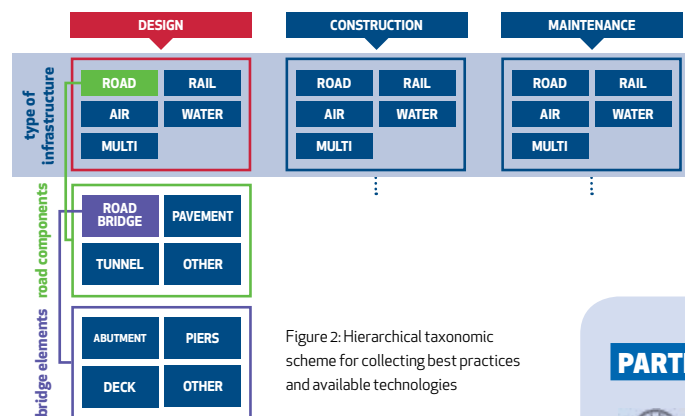 DESIGN
CONSTRUCTION
MAINTENANCE
type of
infrastructure
ROAD RAIL
AIR WATER
MULTI
ROAD RAIL
AIR WATER
MULTI
ROAD RAIL
AIR WATER
MULTI
road components
ROAD
BRIDGE
PAVEMENT
TUNNEL OTHER
bridge elements
ABUTMENT PIERS
DECK OTHER
Figure 2: Hierarchical taxonomic
scheme for collecting best practices
and available technologies